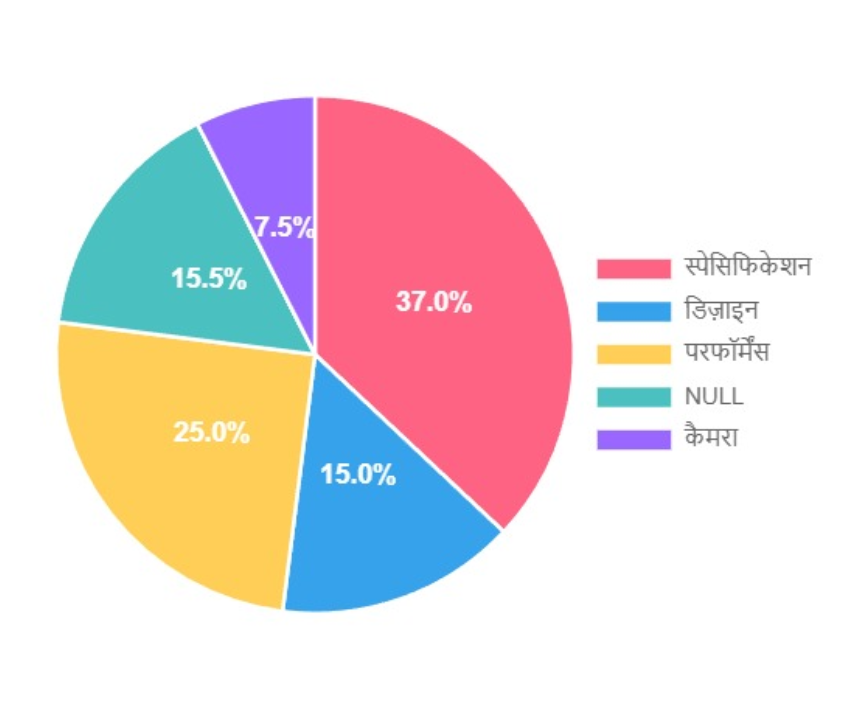 7.5%
37.0%
15.5%
25.0%
15.0%
स्पेसिफिकेशन
डिज़ाइन
परफॉर्मेंस
NULL
कैमरा